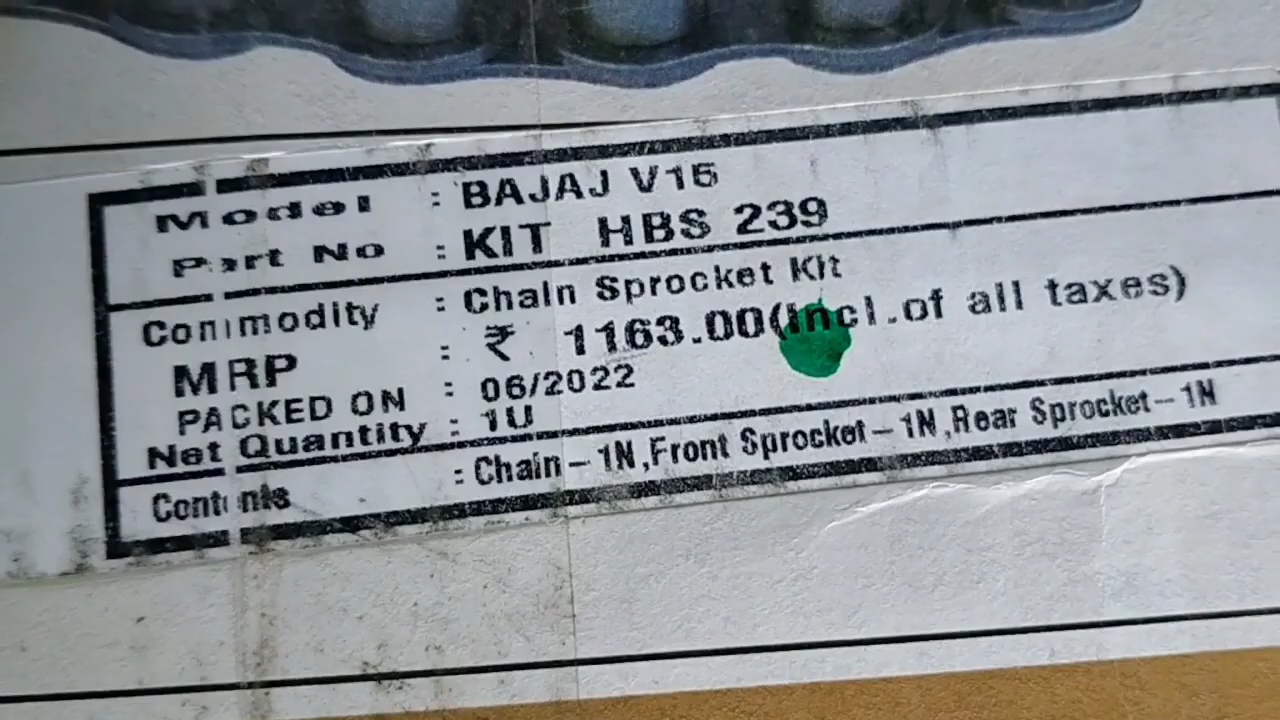 Model : BAJAJ V15
Part No : KIT HBS 239
Commodity : Chain Sprocket Kit
MRP : ₹ 1163.00(Incl.of all taxes)
PACKED ON : 06/2022
Net Quantity : 1U
Contents : Chain-1N,Front Sprocket-1N,Rear Sprocket-1N